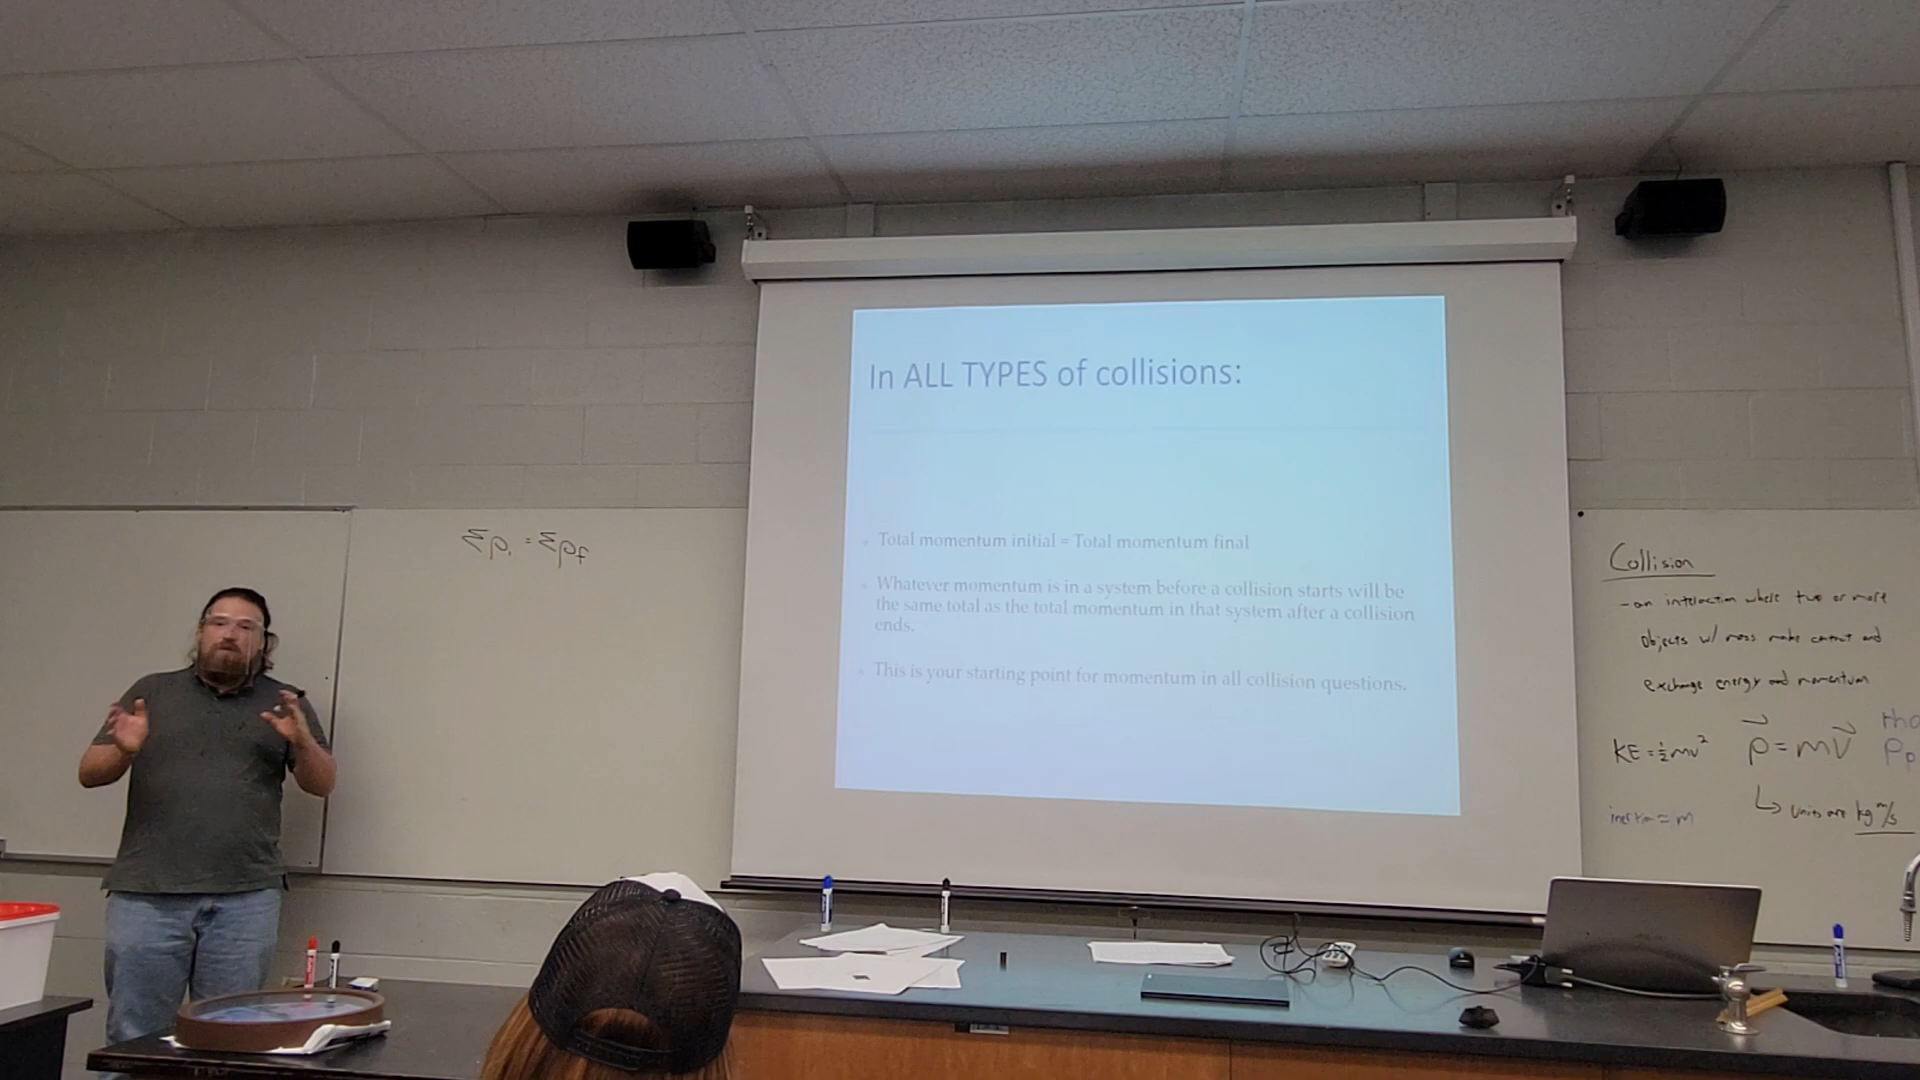 Σpᵢ = Σp_f
In ALL TYPES of collisions:
Total momentum initial = Total momentum final
Whatever momentum is in a system before a collision starts will be
the same total as the total momentum in that system after a collision
ends.
This is your starting point for momentum in all collision questions.
Collision
- an interaction where two or more
objects w/ mass make contact and
exchange energy and momentum
KE = ½mv² p⃗ = mv⃗ rho
inertia = m ↳ units are kg m/s